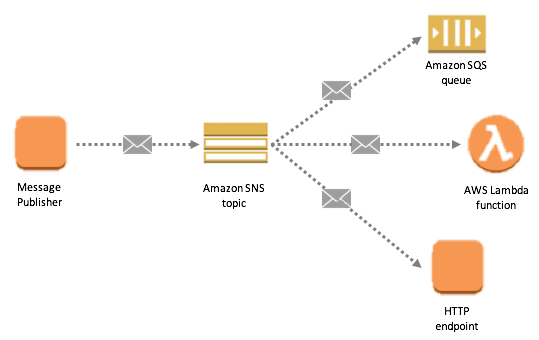 Amazon SQS
queue
Message
Publisher
Amazon SNS
topic
AWS Lambda
function
HTTP
endpoint